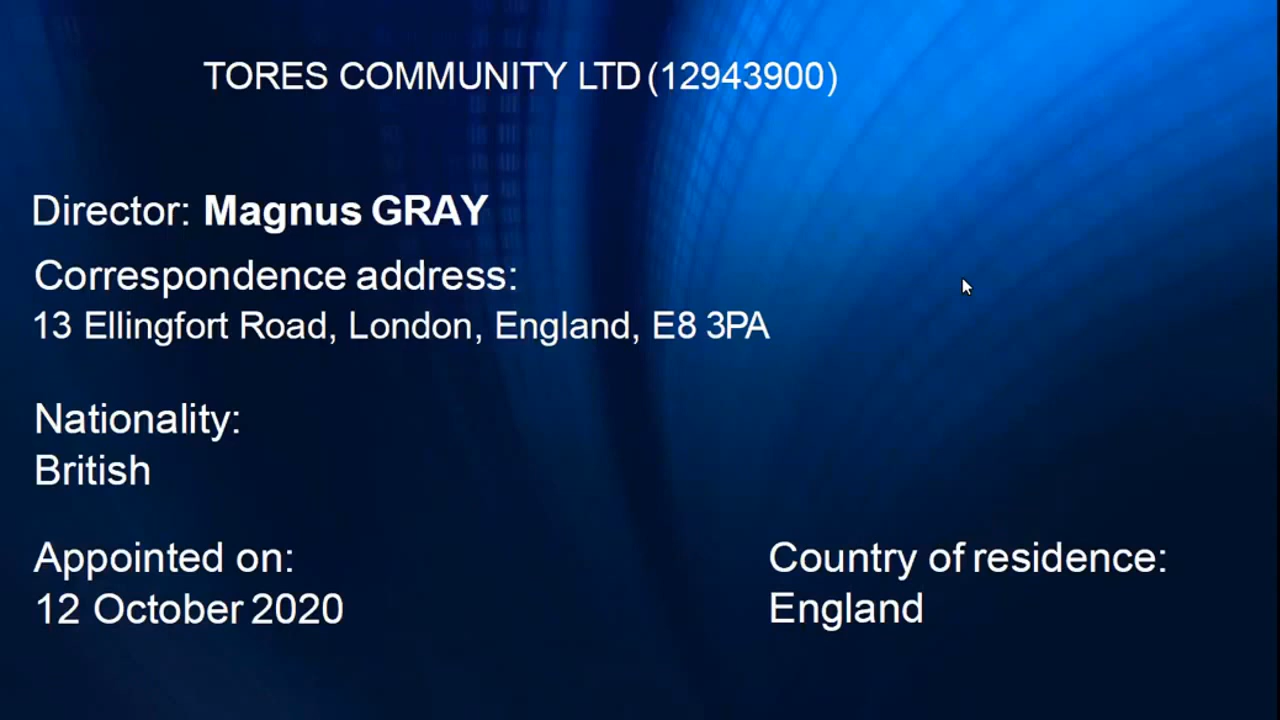 TORES COMMUNITY LTD (12943900)
Director: Magnus GRAY
Correspondence address:
13 Ellingfort Road, London, England, E8 3PA
Nationality:
British
Appointed on:
12 October 2020
Country of residence:
England